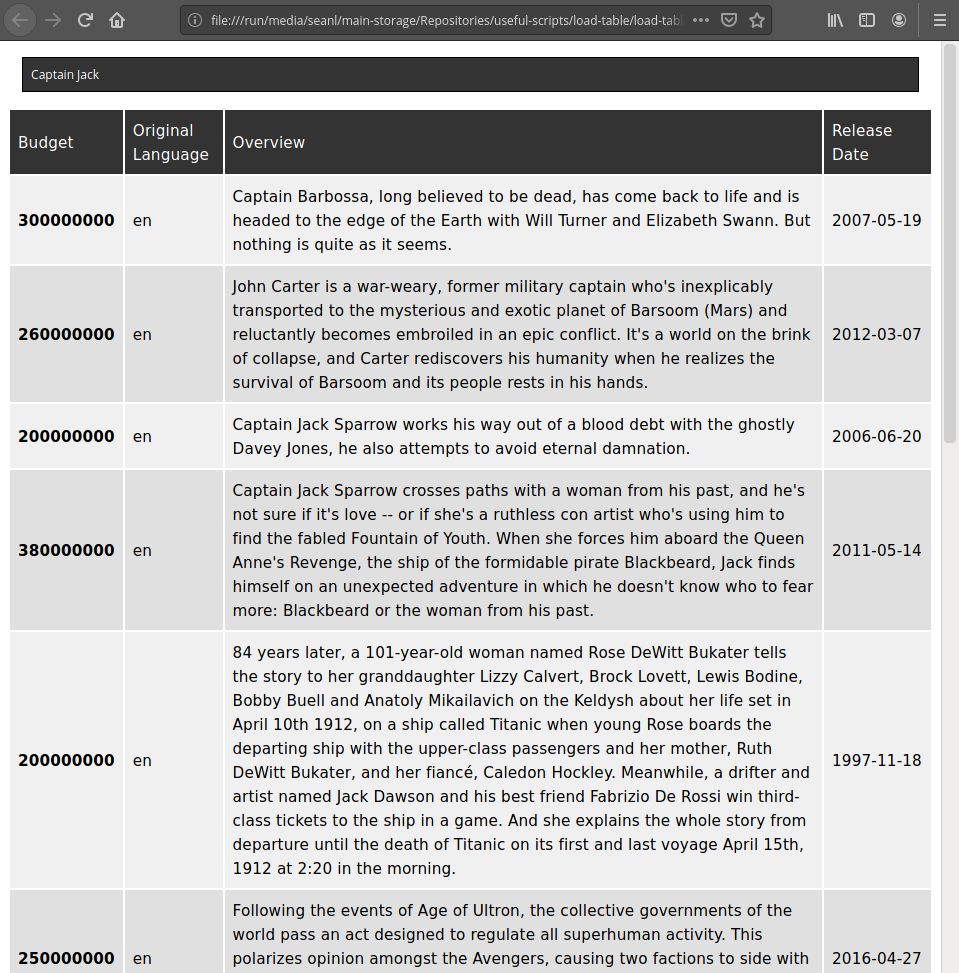 file:///run/media/seanl/main-storage/Repositories/useful-scripts/load-table/load-tabl
Captain Jack
Budget
Original
Language
Overview
Release
Date
300000000
en
Captain Barbossa, long believed to be dead, has come back to life and is
headed to the edge of the Earth with Will Turner and Elizabeth Swann. But
nothing is quite as it seems.
2007-05-19
260000000
en
John Carter is a war-weary, former military captain who's inexplicably
transported to the mysterious and exotic planet of Barsoom (Mars) and
reluctantly becomes embroiled in an epic conflict. It's a world on the brink
of collapse, and Carter rediscovers his humanity when he realizes the
survival of Barsoom and its people rests in his hands.
2012-03-07
200000000
en
Captain Jack Sparrow works his way out of a blood debt with the ghostly
Davey Jones, he also attempts to avoid eternal damnation.
2006-06-20
380000000
en
Captain Jack Sparrow crosses paths with a woman from his past, and he's
not sure if it's love -- or if she's a ruthless con artist who's using him to
find the fabled Fountain of Youth. When she forces him aboard the Queen
Anne's Revenge, the ship of the formidable pirate Blackbeard, Jack finds
himself on an unexpected adventure in which he doesn't know who to fear
more: Blackbeard or the woman from his past.
2011-05-14
200000000
en
84 years later, a 101-year-old woman named Rose DeWitt Bukater tells
the story to her granddaughter Lizzy Calvert, Brock Lovett, Lewis Bodine,
Bobby Buell and Anatoly Mikailavich on the Keldysh about her life set in
April 10th 1912, on a ship called Titanic when young Rose boards the
departing ship with the upper-class passengers and her mother, Ruth
DeWitt Bukater, and her fiancé, Caledon Hockley. Meanwhile, a drifter and
artist named Jack Dawson and his best friend Fabrizio De Rossi win third-
class tickets to the ship in a game. And she explains the whole story from
departure until the death of Titanic on its first and last voyage April 15th,
1912 at 2:20 in the morning.
1997-11-18
250000000
en
Following the events of Age of Ultron, the collective governments of the
world pass an act designed to regulate all superhuman activity. This
polarizes opinion amongst the Avengers, causing two factions to side with
2016-04-27